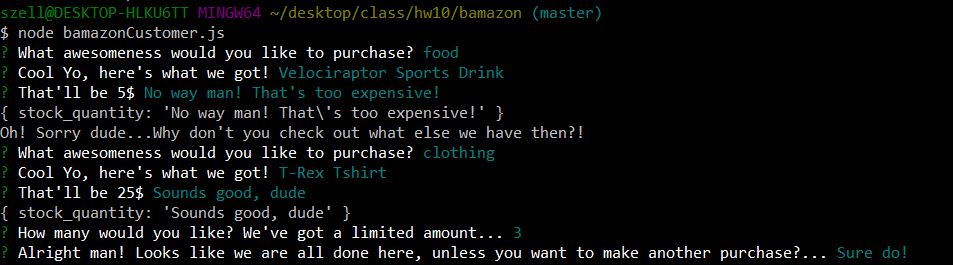 szell@DESKTOP-HLKU6TT MINGW64 ~/desktop/class/hw10/bamazon (master)
$ node bamazonCustomer.js
? What awesomeness would you like to purchase? food
? Cool Yo, here's what we got! Velociraptor Sports Drink
? That'll be 5$ No way man! That's too expensive!
{ stock_quantity: 'No way man! That\'s too expensive!' }
Oh! Sorry dude...Why don't you check out what else we have then?!
? What awesomeness would you like to purchase? clothing
? Cool Yo, here's what we got! T-Rex Tshirt
? That'll be 25$ Sounds good, dude
{ stock_quantity: 'Sounds good, dude' }
? How many would you like? We've got a limited amount... 3
? Alright man! Looks like we are all done here, unless you want to make another purchase?... Sure do!